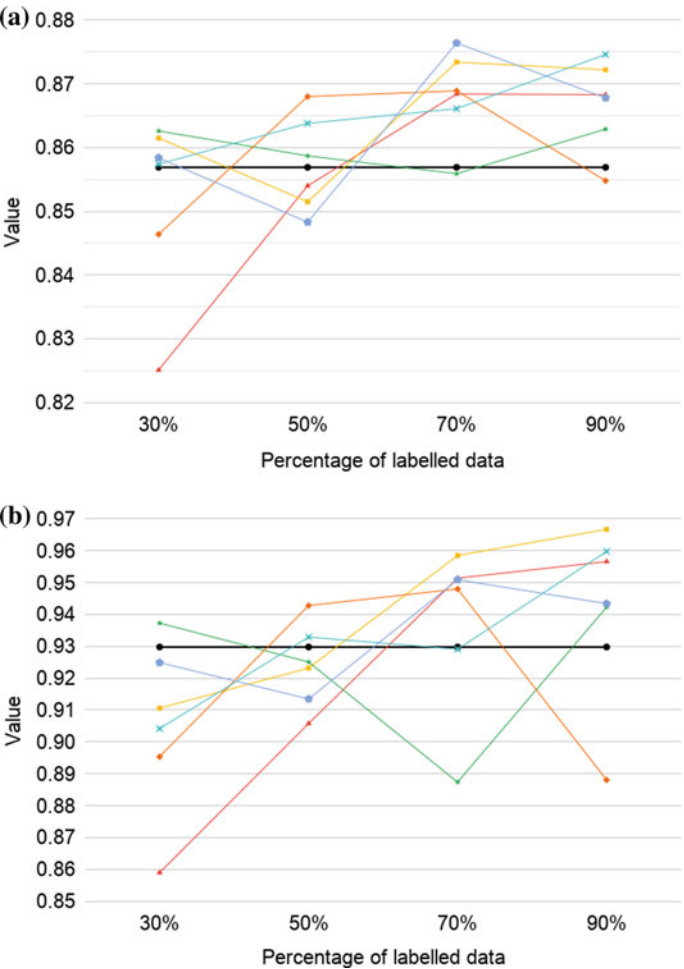 (a)
0.88
0.87
0.86
0.85
0.84
0.83
0.82
Value
30% 50% 70% 90%
Percentage of labelled data
(b)
0.97
0.96
0.95
0.94
0.93
0.92
0.91
0.90
0.89
0.88
0.87
0.86
0.85
Value
30% 50% 70% 90%
Percentage of labelled data